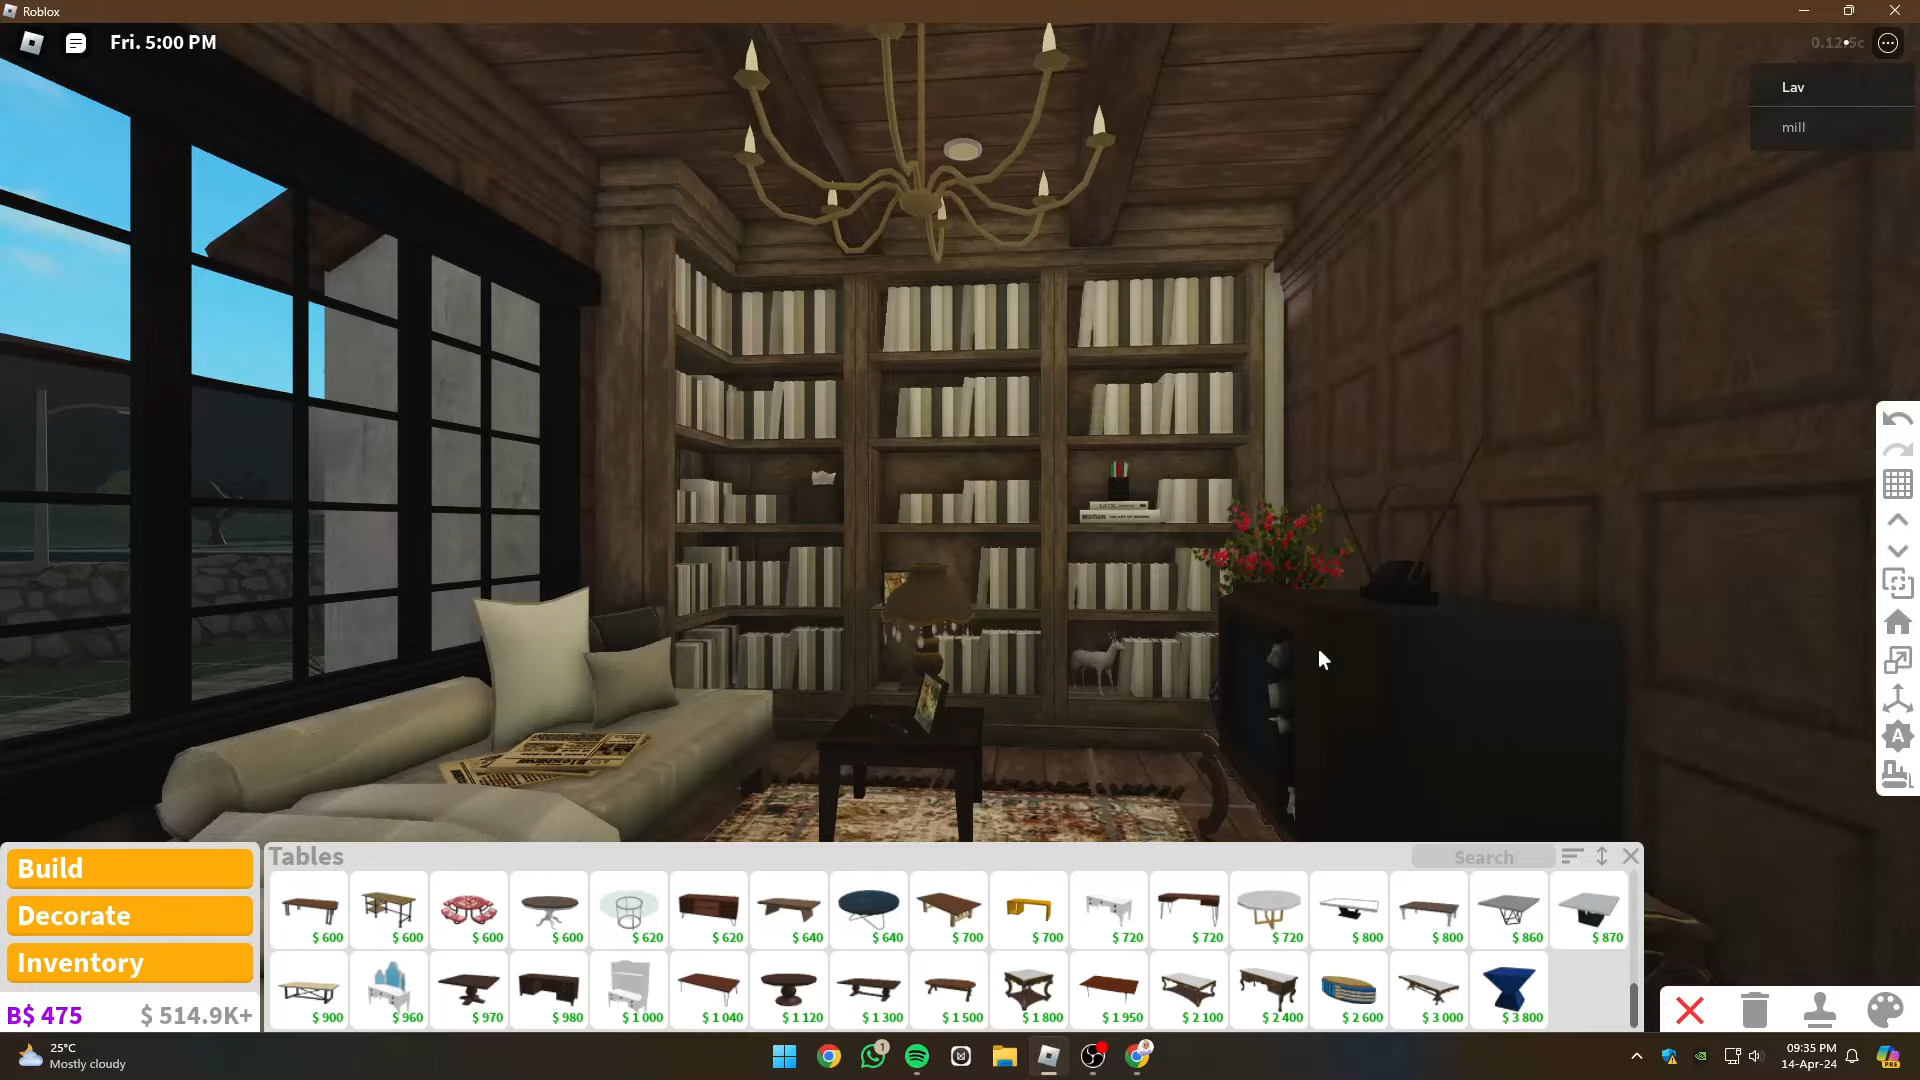 Roblox
Fri. 5:00 PM
Lav
mill
A
Build
Decorate
Inventory
B$ 475
$ 514.9K+
Tables
Search
$ 600
$ 600
$ 600
$ 600
$ 620
$ 620
$ 640
$ 640
$ 700
$ 700
$ 720
$ 720
$ 720
$ 800
$ 800
$ 860
$ 870
$ 900
$ 960
$ 970
$ 980
$ 1 000
$ 1 040
$ 1 120
$ 1 300
$ 1 500
$ 1 800
$ 1 950
$ 2 100
$ 2 400
$ 2 600
$ 3 000
$ 3 800
25°C
Mostly cloudy
1
09:35 PM
14-Apr-24
PRE